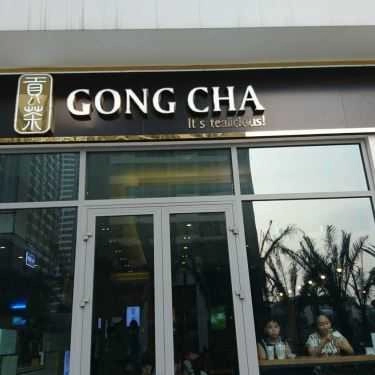 貢茶
GONG CHA
It's tealicious!